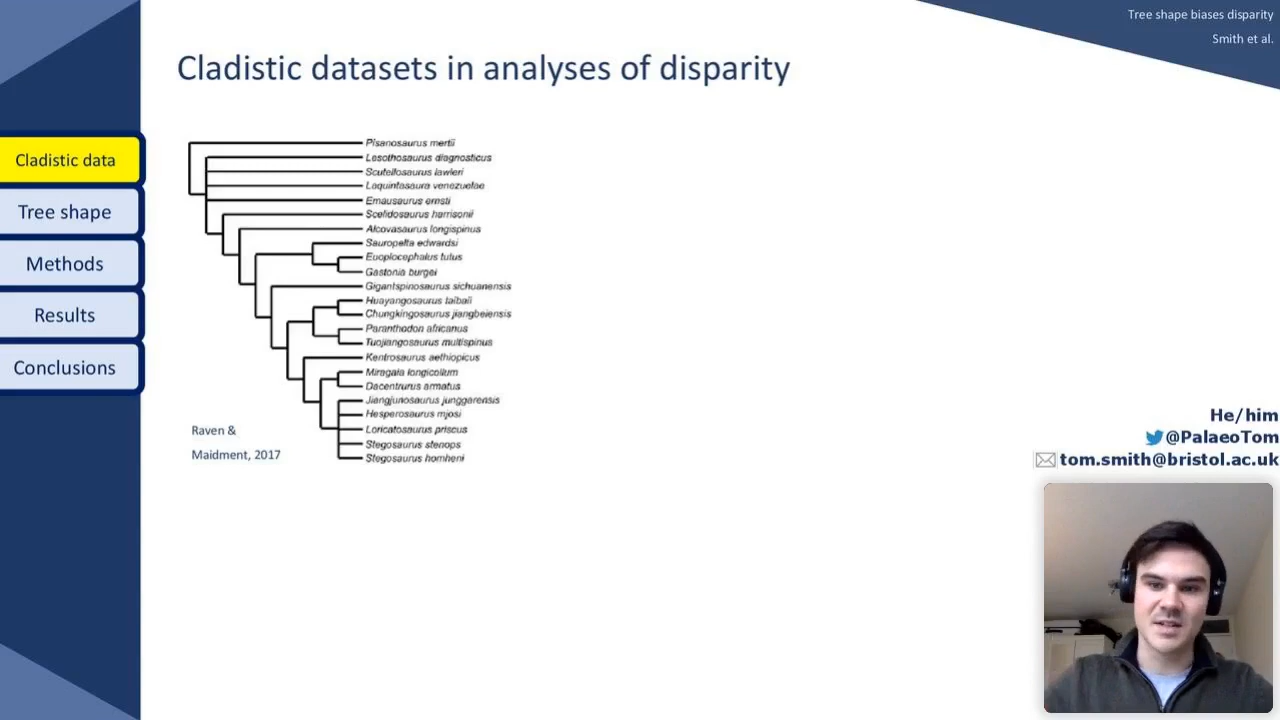 Tree shape biases disparity
Smith et al.
Cladistic datasets in analyses of disparity
Cladistic data
Tree shape
Methods
Results
Conclusions
Pisanosaurus mertii
Lesothosaurus diagnosticus
Scutellosaurus lawleri
Laquintasaura venezuelae
Emausaurus ernsti
Scelidosaurus harrisonii
Alcovasaurus longispinus
Sauropelta edwardsi
Euoplocephalus tutus
Gastonia burgei
Gigantspinosaurus sichuanensis
Huayangosaurus taibaii
Chungkingosaurus jiangbeiensis
Paranthodon africanus
Tuojiangosaurus multispinus
Kentrosaurus aethiopicus
Miragaia longicollum
Dacentrurus armatus
Jiangjunosaurus junggarensis
Hesperosaurus mjosi
Loricatosaurus priscus
Stegosaurus stenops
Stegosaurus homheni
Raven &
Maidment, 2017
He/him
@PalaeoTom
tom.smith@bristol.ac.uk